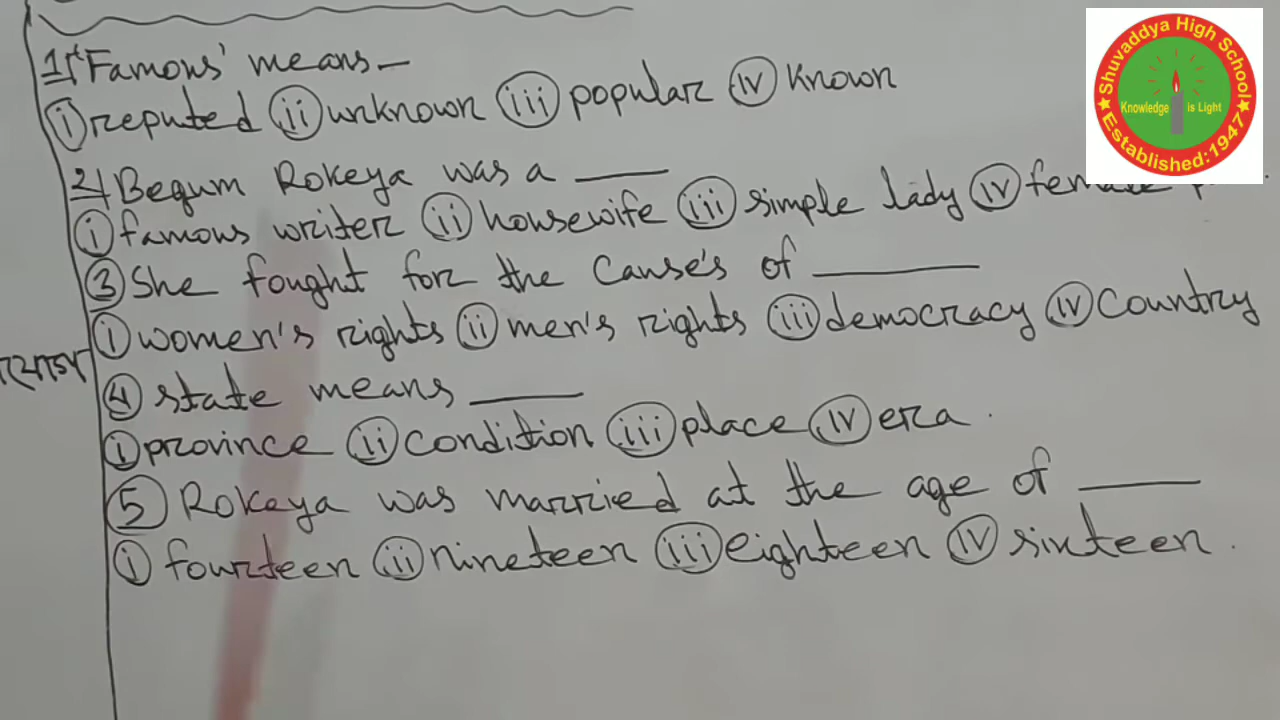 1। 'Famous' means—
i reputed ii unknown iii popular iv known
2। Begum Rokeya was a ____
i famous writer ii housewife iii simple lady iv female
3 She fought for the Cause's of ____
i women's rights ii men's rights iii democracy iv Country
4 state means ____
i province ii condition iii place iv era
5 Rokeya was married at the age of ____
i fourteen ii nineteen iii eighteen iv sixteen.
Shuvaddya High School
Knowledge is Light
Established:1947